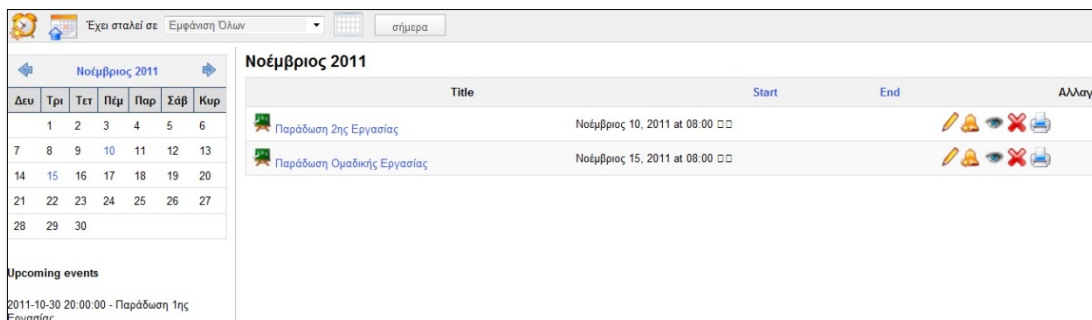 Έχει σταλεί σε Εμφάνιση Όλων σήμερα
Νοέμβριος 2011
Δευ Τρι Τετ Πέμ Παρ Σάβ Κυρ
1 2 3 4 5 6
7 8 9 10 11 12 13
14 15 16 17 18 19 20
21 22 23 24 25 26 27
28 29 30
Upcoming events
2011-10-30 20:00:00 - Παράδωση 1ης
Εργασίας
Νοέμβριος 2011
Title Start End Αλλαγ
Παράδωση 2ης Εργασίας Νοέμβριος 10, 2011 at 08:00 □□
Παράδωση Ομαδικής Εργασίας Νοέμβριος 15, 2011 at 08:00 □□